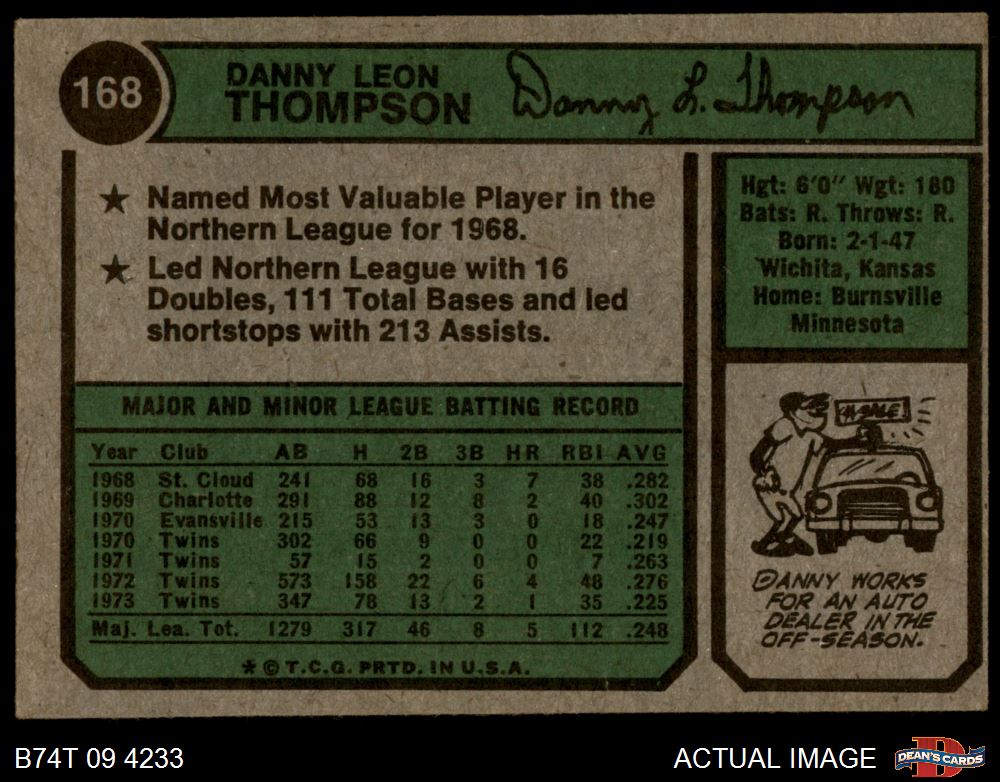 168
DANNY LEON
THOMPSON
Danny L. Thompson
★ Named Most Valuable Player in the
Northern League for 1968.
★ Led Northern League with 16
Doubles, 111 Total Bases and led
shortstops with 213 Assists.
Hgt: 6'0" Wgt: 180
Bats: R. Throws: R.
Born: 2-1-47
Wichita, Kansas
Home: Burnsville
Minnesota
MAJOR AND MINOR LEAGUE BATTING RECORD
Year Club AB H 2B 3B HR RBI AVG
1968 St. Cloud 241 68 16 3 7 38 .282
1969 Charlotte 291 88 12 8 2 40 .302
1970 Evansville 215 53 13 3 0 18 .247
1970 Twins 302 66 9 0 0 22 .219
1971 Twins 57 15 2 0 0 7 .263
1972 Twins 573 158 22 6 4 48 .276
1973 Twins 347 78 13 2 1 35 .225
Maj. Lea. Tot. 1279 317 46 8 5 112 .248
* © T.C.G. PRTD. IN U.S.A.
SALE
DANNY WORKS
FOR AN AUTO
DEALER IN THE
OFF-SEASON.
B74T 09 4233
ACTUAL IMAGE
D
DEAN'S CARDS